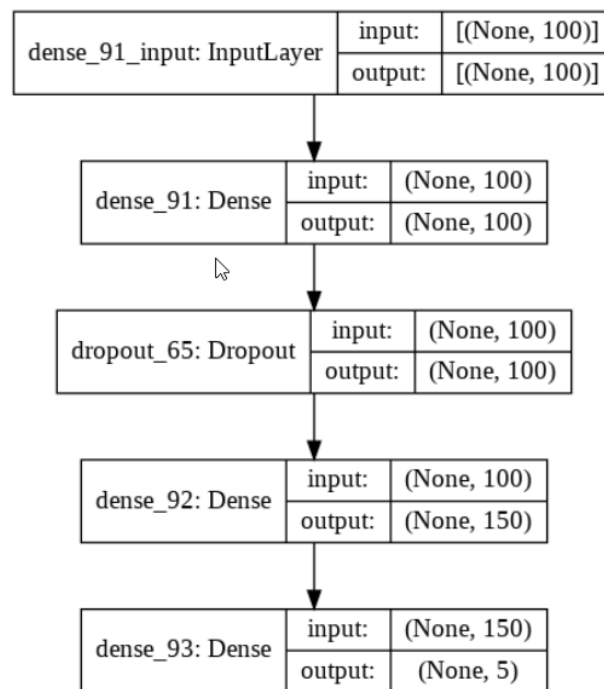 dense_91_input: InputLayer input: [(None, 100)]
output: [(None, 100)]
dense_91: Dense input: (None, 100)
output: (None, 100)
dropout_65: Dropout input: (None, 100)
output: (None, 100)
dense_92: Dense input: (None, 100)
output: (None, 150)
dense_93: Dense input: (None, 150)
output: (None, 5)